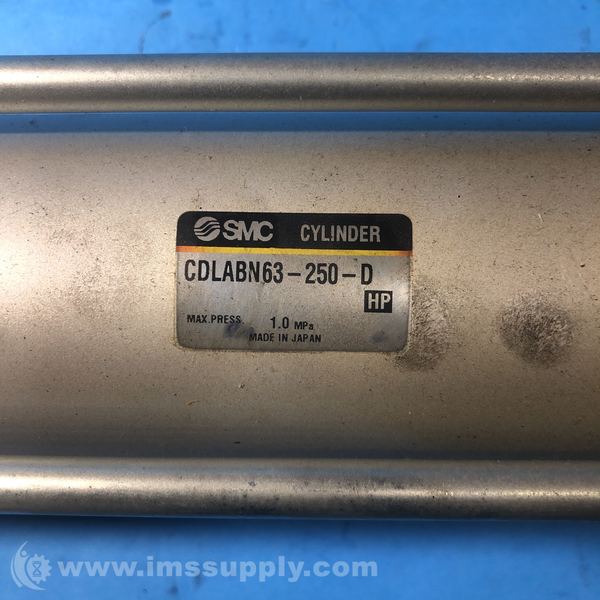 SMC CYLINDER
CDLABN63-250-D
HP
MAX.PRESS. 1.0 MPa
MADE IN JAPAN
www.imssupply.com